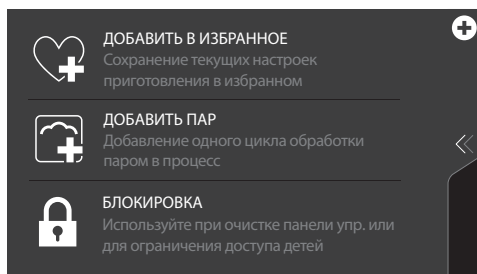 ДОБАВИТЬ В ИЗБРАННОЕ
Сохранение текущих настроек
приготовления в избранном
ДОБАВИТЬ ПАР
Добавление одного цикла обработки
паром в процесс
БЛОКИРОВКА
Используйте при очистке панели упр. или
для ограничения доступа детей